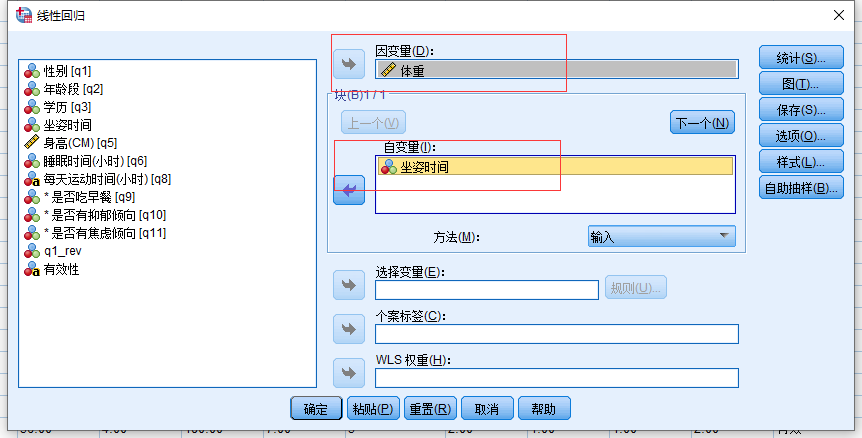 线性回归
性别 [q1]
年龄段 [q2]
学历 [q3]
坐姿时间
身高(CM) [q5]
睡眠时间(小时) [q6]
每天运动时间(小时) [q8]
* 是否吃早餐 [q9]
* 是否有抑郁倾向 [q10]
* 是否有焦虑倾向 [q11]
q1_rev
有效性
因变量(D):
体重
块(B)1 / 1
上一个(V)
下一个(N)
自变量(I):
坐姿时间
方法(M):
输入
选择变量(E):
规则(U)...
个案标签(C):
WLS 权重(H):
统计(S)...
图(T)...
保存(S)...
选项(O)...
样式(L)...
自助抽样(B)...
确定
粘贴(P)
重置(R)
取消
帮助